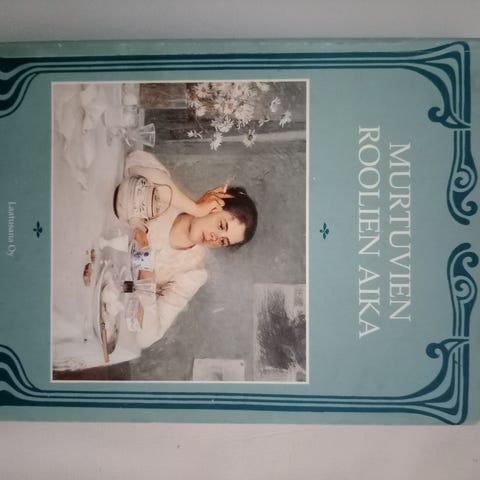 MURTUVIEN
ROOLIEN AIKA
Laatusana Oy